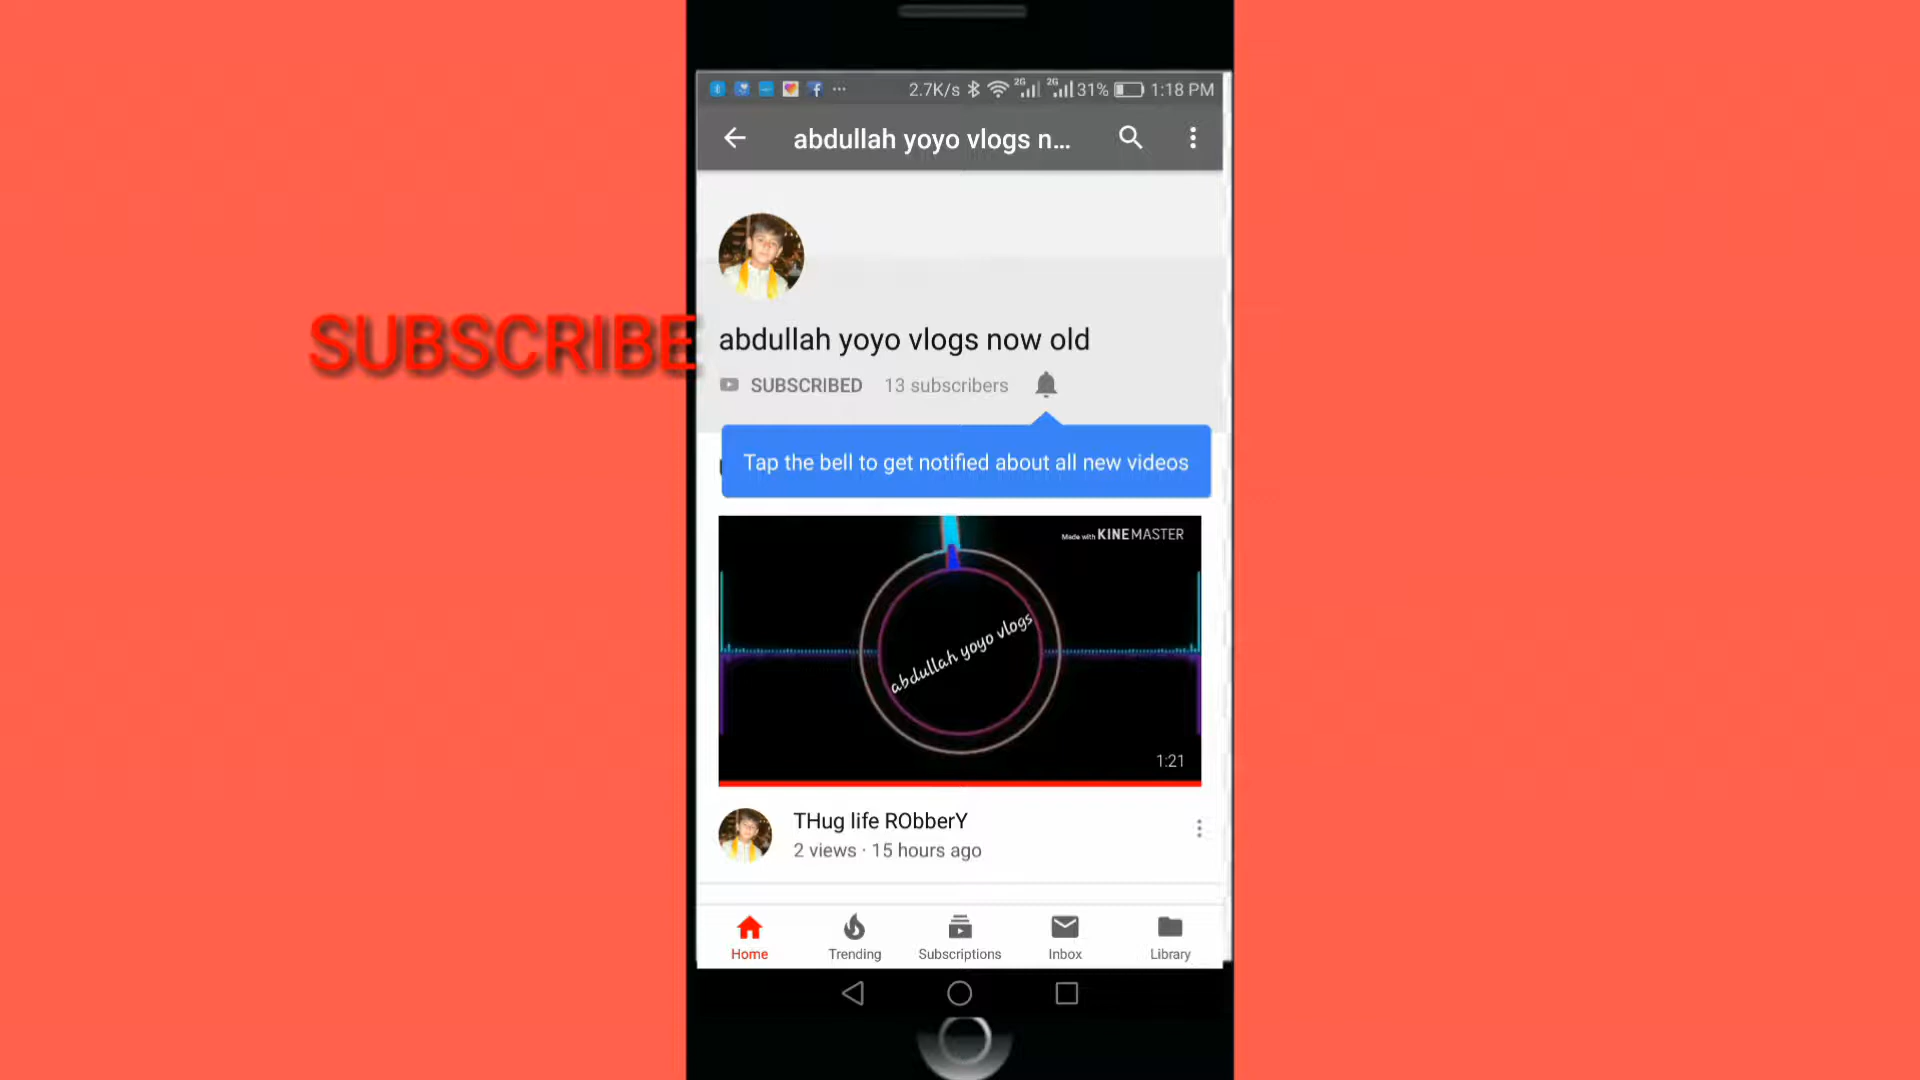 2.7K/s 2G 2G 31% 1:18 PM
abdullah yoyo vlogs n...
SUBSCRIBE
abdullah yoyo vlogs now old
SUBSCRIBED 13 subscribers
Tap the bell to get notified about all new videos
Made with KINEMASTER
abdullah yoyo vlogs
1:21
THug life RObberY
2 views · 15 hours ago
Home Trending Subscriptions Inbox Library